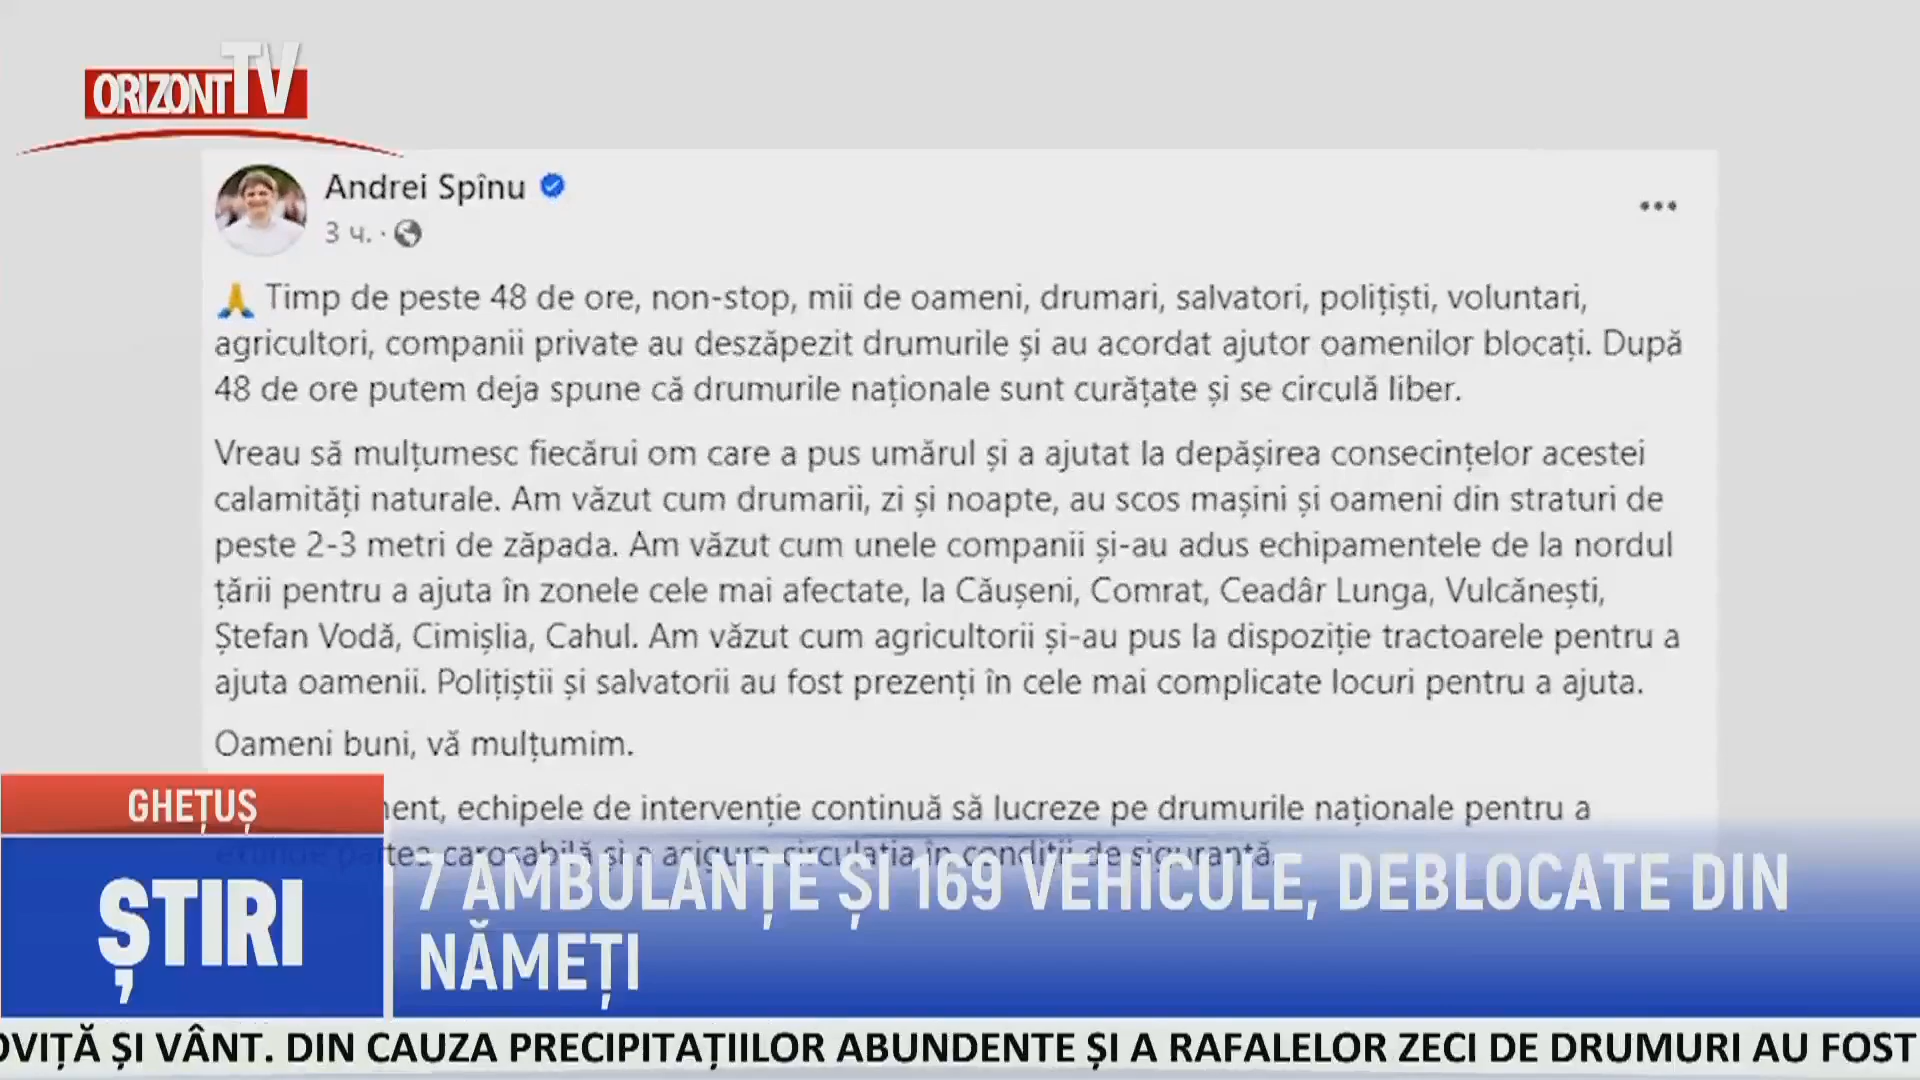 ORIZONT TV
Andrei Spînu
3 ч. ·
Timp de peste 48 de ore, non-stop, mii de oameni, drumari, salvatori, polițiști, voluntari,
agricultori, companii private au deszăpezit drumurile și au acordat ajutor oamenilor blocați. După
48 de ore putem deja spune că drumurile naționale sunt curățate și se circulă liber.
Vreau să mulțumesc fiecărui om care a pus umărul și a ajutat la depășirea consecințelor acestei
calamități naturale. Am văzut cum drumarii, zi și noapte, au scos mașini și oameni din straturi de
peste 2-3 metri de zăpada. Am văzut cum unele companii și-au adus echipamentele de la nordul
țării pentru a ajuta în zonele cele mai afectate, la Căușeni, Comrat, Ceadâr Lunga, Vulcănești,
Ștefan Vodă, Cimișlia, Cahul. Am văzut cum agricultorii și-au pus la dispoziție tractoarele pentru a
ajuta oamenii. Polițiștii și salvatorii au fost prezenți în cele mai complicate locuri pentru a ajuta.
Oameni buni, vă mulțumim.
echipele de intervenție continuă să lucreze pe drumurile naționale pentru a
carosabilă și a asigura circulația în condiții de siguranță.
GHEȚUȘ
ȘTIRI
7 AMBULANȚE ȘI 169 VEHICULE, DEBLOCATE DIN
NĂMEȚI
OVIȚĂ ȘI VÂNT. DIN CAUZA PRECIPITAȚIILOR ABUNDENTE ȘI A RAFALELOR ZECI DE DRUMURI AU FOST